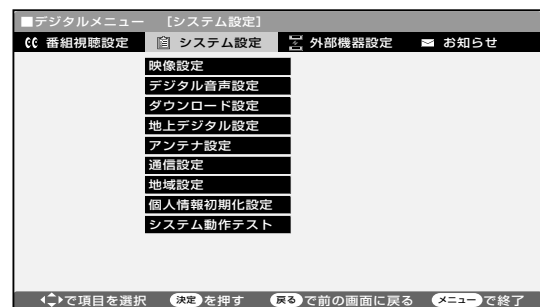 ■デジタルメニュー [システム設定]
番組視聴設定 システム設定 外部機器設定 お知らせ
映像設定
デジタル音声設定
ダウンロード設定
地上デジタル設定
アンテナ設定
通信設定
地域設定
個人情報初期化設定
システム動作テスト
で項目を選択 決定を押す 戻るで前の画面に戻る メニューで終了